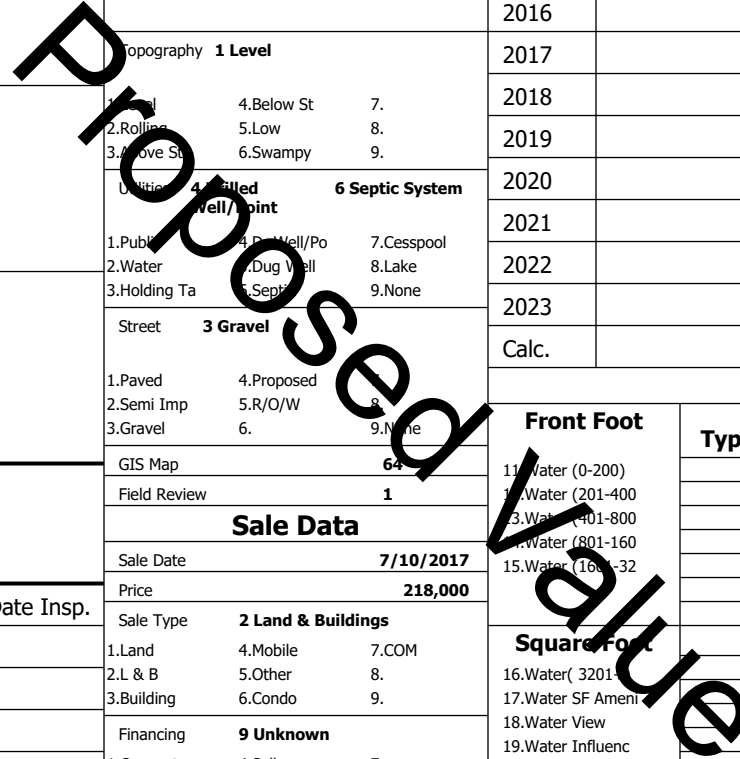 Topography 1 Level
4.Below St 7.
2.Rolling 5.Low 8.
3.Above St 6.Swampy 9.
Utilities 4 Drilled Well/Point 6 Septic System
4.Dr Well/Po 7.Cesspool
2.Water 5.Dug Well 8.Lake
3.Holding Ta 6.Septic 9.None
Street 3 Gravel
1.Paved 4.Proposed
2.Semi Imp 5.R/O/W 8.
3.Gravel 6. 9.None
GIS Map 64
Field Review 1
Sale Data
Sale Date 7/10/2017
Price 218,000
Sale Type 2 Land & Buildings
1.Land 4.Mobile 7.COM
2.L & B 5.Other 8.
3.Building 6.Condo 9.
Financing 9 Unknown
Date Insp.
2016
2017
2018
2019
2020
2021
2022
2023
Calc.
Front Foot
Typ
11.Water (0-200)
12.Water (201-400
13.Water (401-800
14.Water (801-160
15.Water (1601-32
Square Foot
16.Water( 3201-
17.Water SF Ameni
18.Water View
19.Water Influenc
Proposed Value